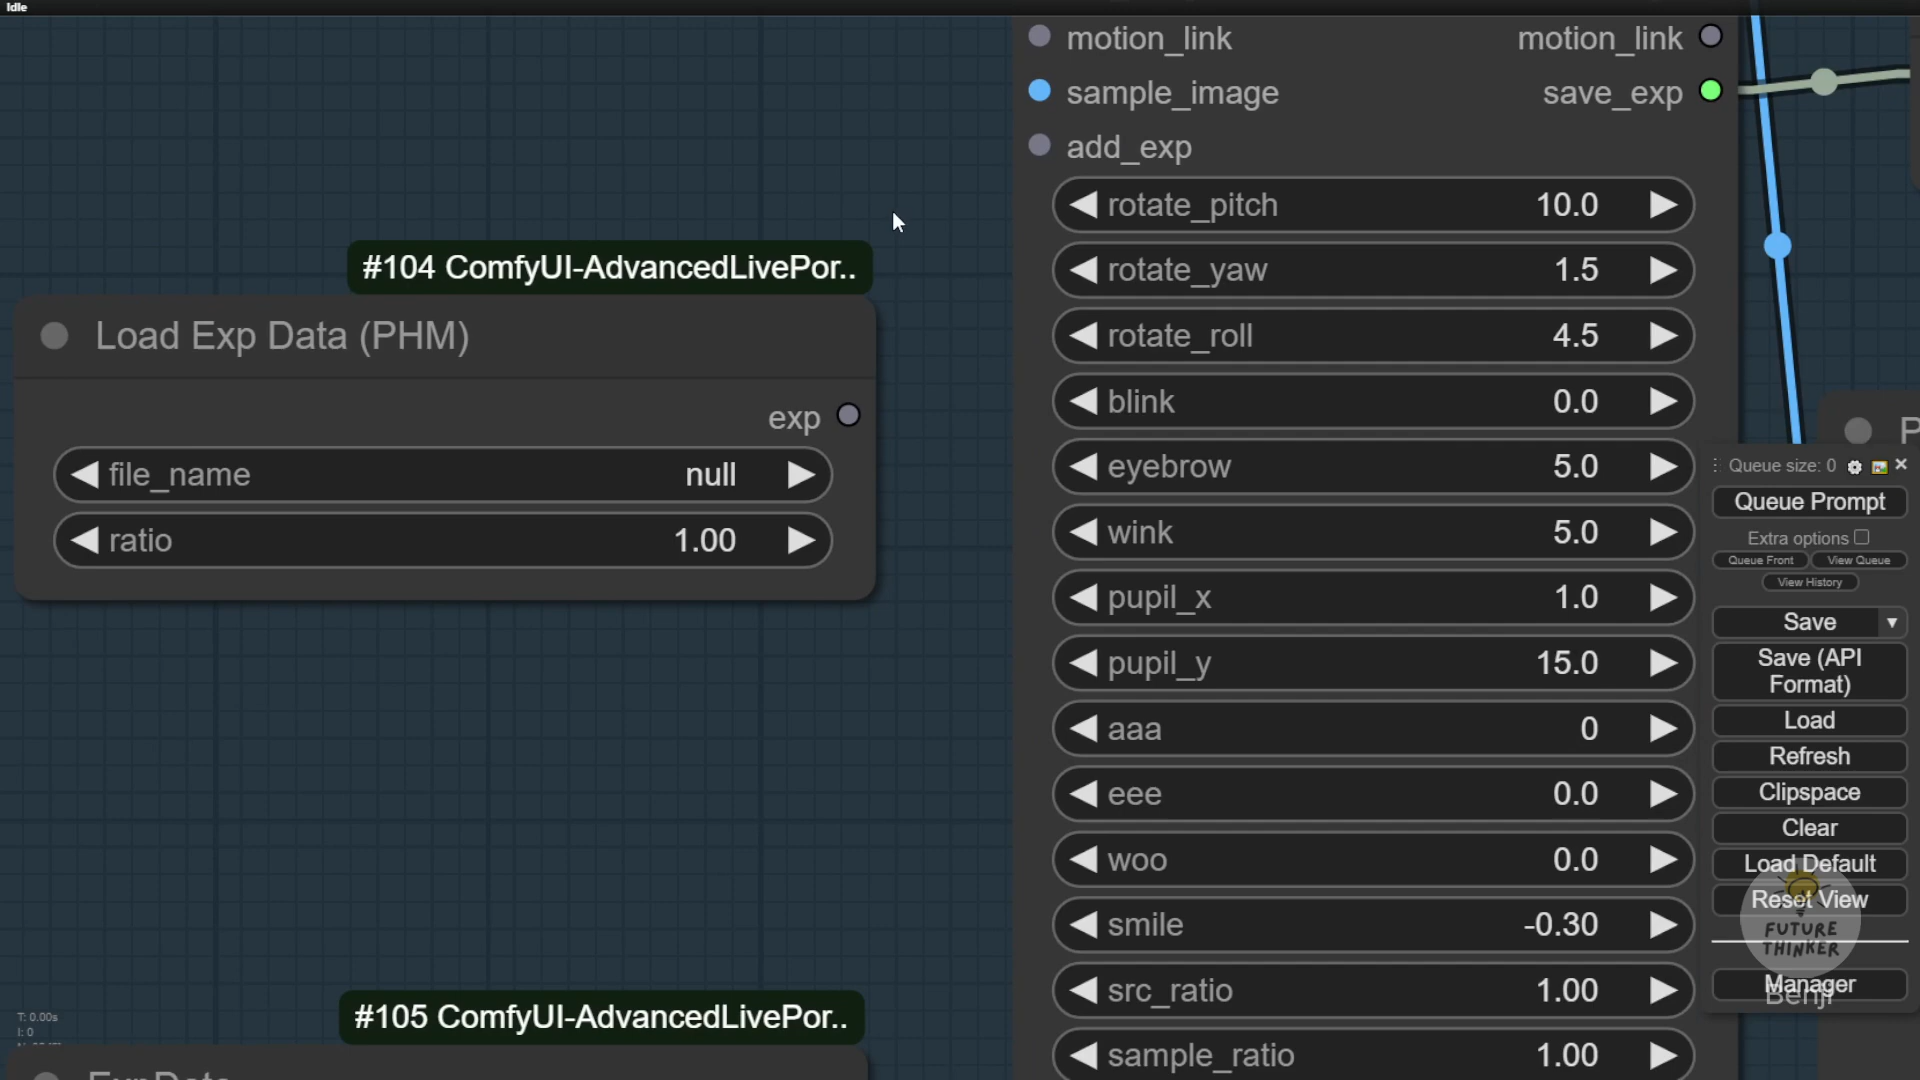 Idle
motion_link
motion_link
sample_image
save_exp
add_exp
rotate_pitch 10.0
#104 ComfyUI-AdvancedLivePor..
rotate_yaw 1.5
Load Exp Data (PHM)
rotate_roll 4.5
exp
blink 0.0
file_name null
eyebrow 5.0
ratio 1.00
wink 5.0
pupil_x 1.0
pupil_y 15.0
aaa 0
eee 0.0
woo 0.0
smile -0.30
src_ratio 1.00
sample_ratio 1.00
P
Queue size: 0
Queue Prompt
Extra options
Queue Front
View Queue
View History
Save
Save (API
Format)
Load
Refresh
Clipspace
Clear
Load Default
Reset View
FUTURE
THINKER
Manager
Benji
#105 ComfyUI-AdvancedLivePor..
T: 0.00s
I: 0